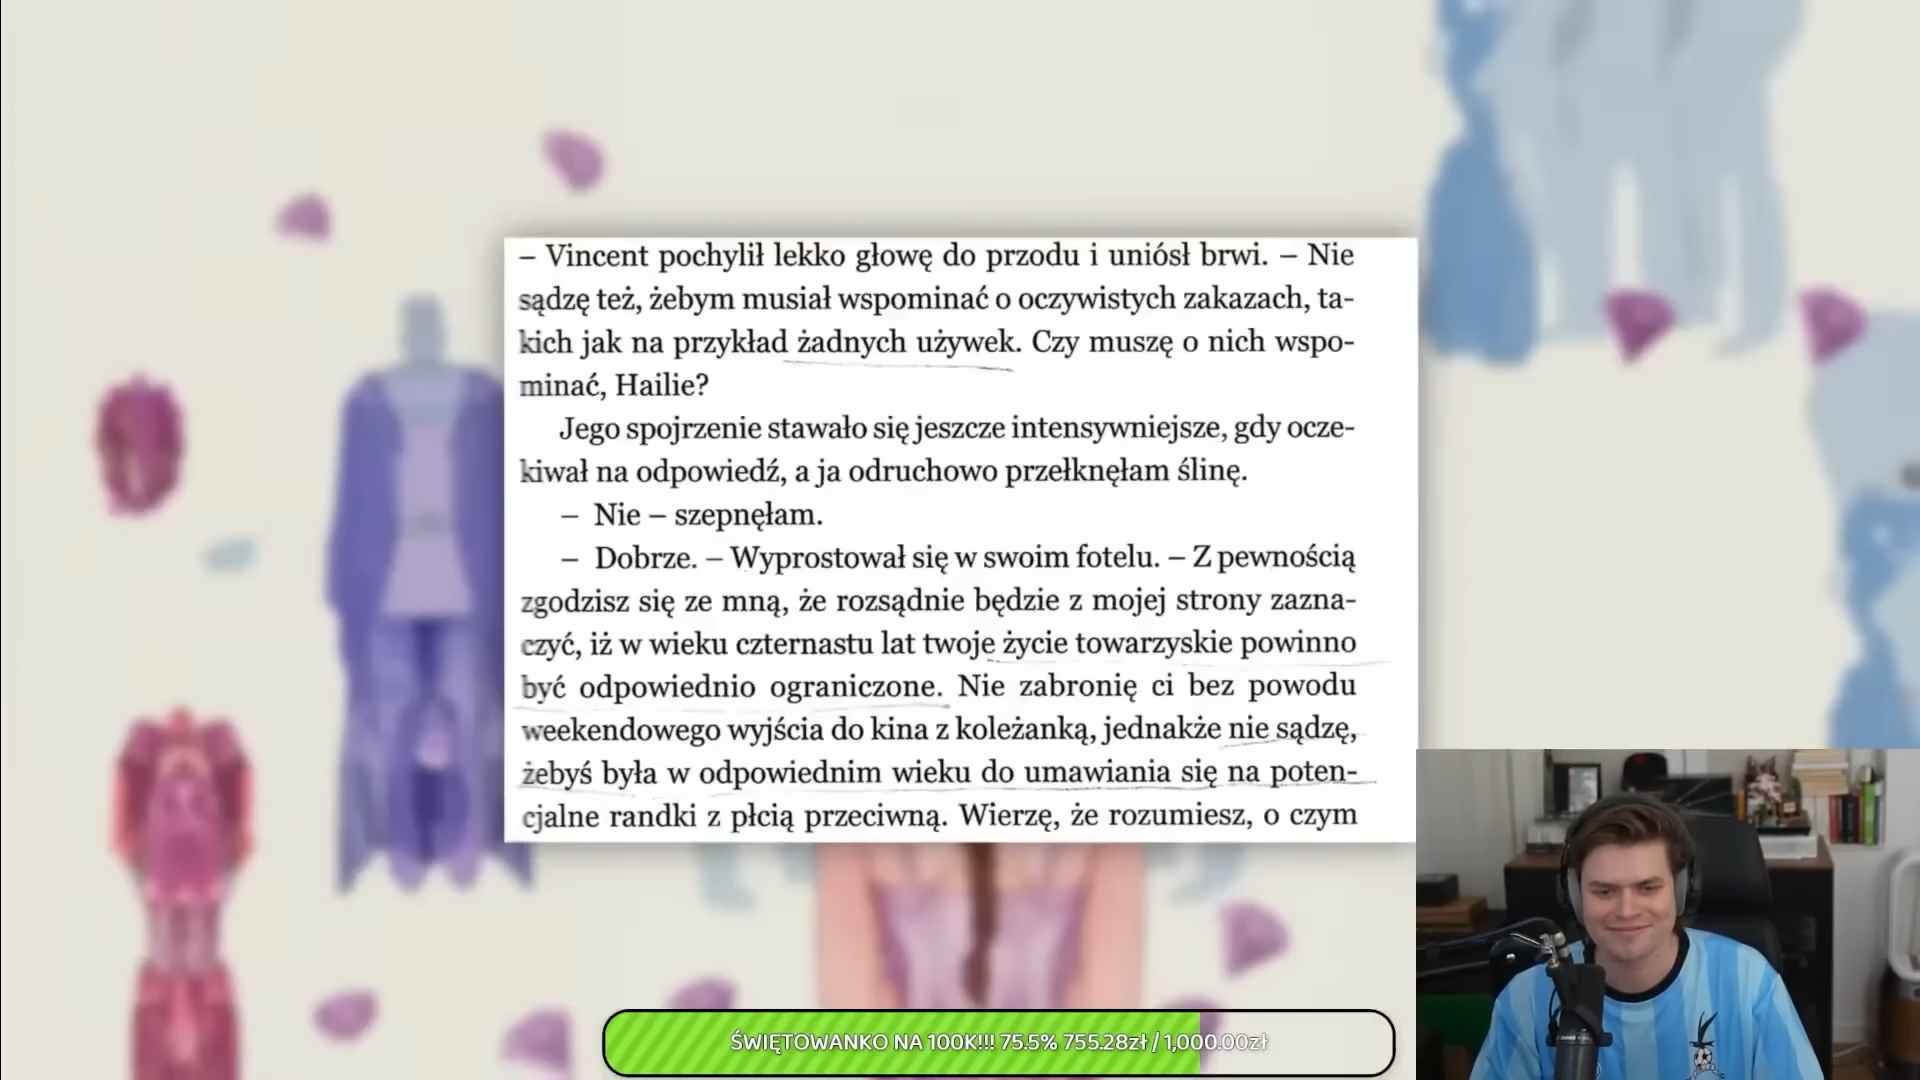 – Vincent pochylił lekko głowę do przodu i uniósł brwi. – Nie
sądzę też, żebym musiał wspominać o oczywistych zakazach, ta-
kich jak na przykład żadnych używek. Czy muszę o nich wspo-
minać, Hailie?
Jego spojrzenie stawało się jeszcze intensywniejsze, gdy ocze-
kiwał na odpowiedź, a ja odruchowo przełknęłam ślinę.
– Nie – szepnęłam.
– Dobrze. – Wyprostował się w swoim fotelu. – Z pewnością
zgodzisz się ze mną, że rozsądnie będzie z mojej strony zazna-
czyć, iż w wieku czternastu lat twoje życie towarzyskie powinno
być odpowiednio ograniczone. Nie zabronię ci bez powodu
weekendowego wyjścia do kina z koleżanką, jednakże nie sądzę,
żebyś była w odpowiednim wieku do umawiania się na poten-
cjalne randki z płcią przeciwną. Wierzę, że rozumiesz, o czym
ŚWIĘTOWANKO NA 100K!!! 75.5% 755.28zł / 1,000.00zł